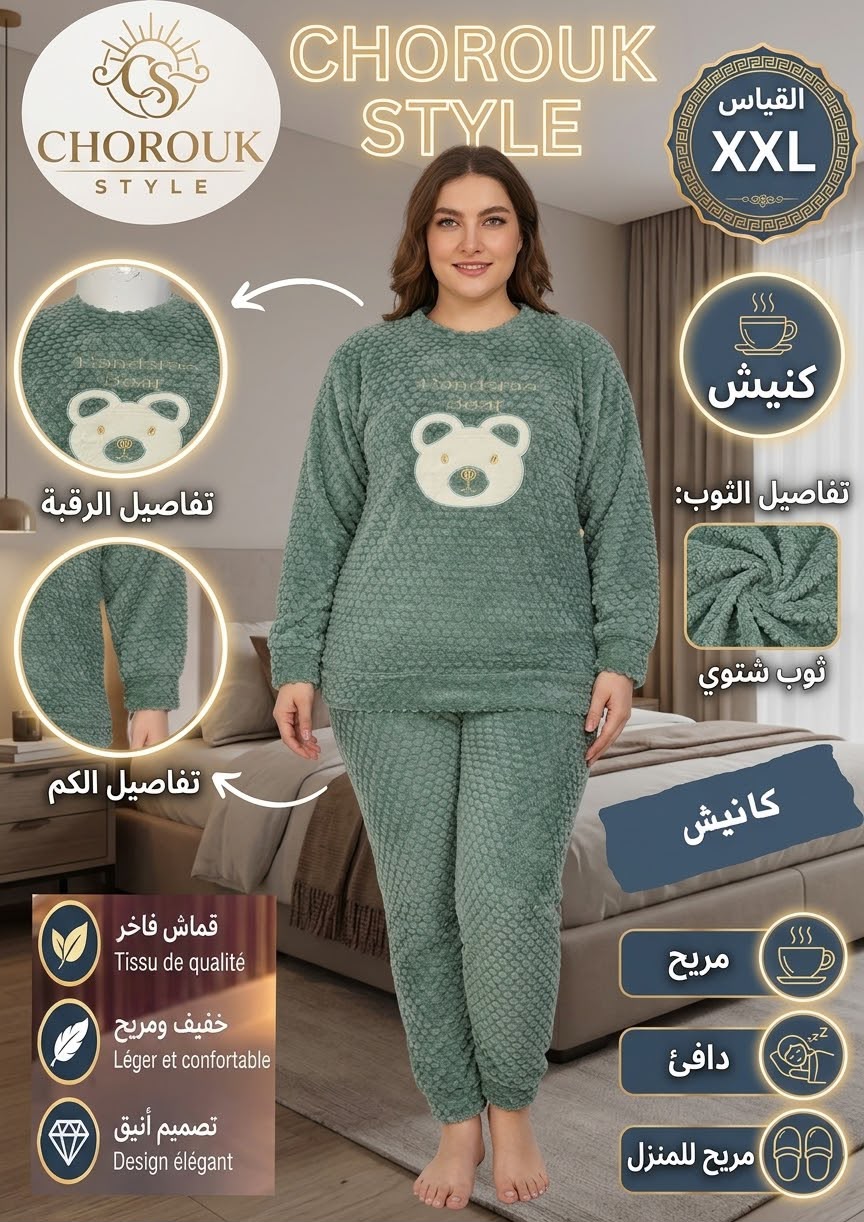 CS
CHOROUK
STYLE
CHOROUK
STYLE
القياس
XXL
كنيش
تفاصيل الرقبة
تفاصيل الثوب:
ثوب شتوي
تفاصيل الكم
كانيش
قماش فاخر
Tissu de qualité
خفيف ومريح
Léger et confortable
تصميم أنيق
Design élégant
مريح
zZZ
دافئ
مريح للمنزل